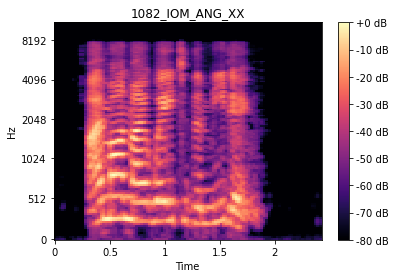 1082_IOM_ANG_XX
Hz
8192
4096
2048
1024
512
0
0
0.5
1
1.5
2
Time
+0 dB
-10 dB
-20 dB
-30 dB
-40 dB
-50 dB
-60 dB
-70 dB
-80 dB